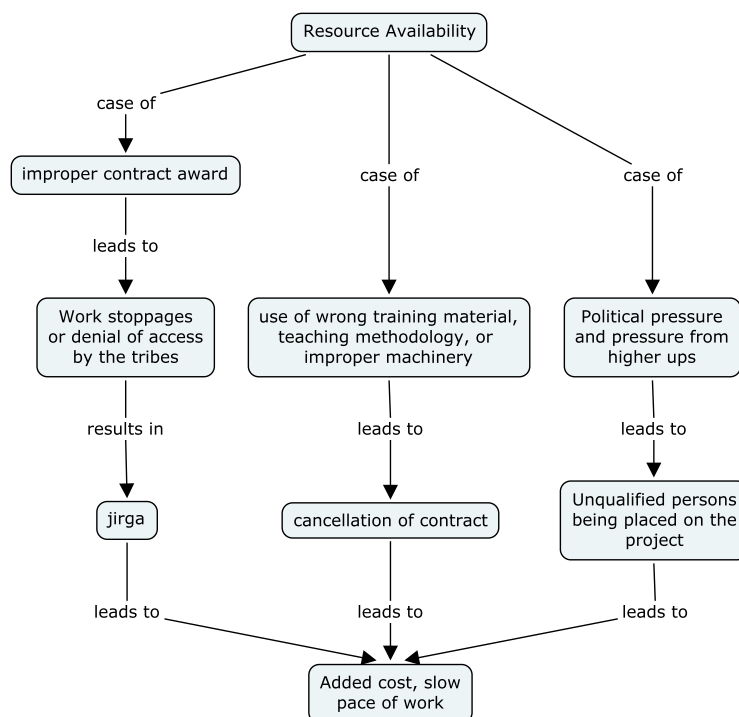 Resource Availability
case of
improper contract award
case of
case of
leads to
Work stoppages
or denial of access
by the tribes
use of wrong training material,
teaching methodology, or
improper machinery
Political pressure
and pressure from
higher ups
results in
leads to
leads to
jirga
cancellation of contract
Unqualified persons
being placed on the
project
leads to
leads to
leads to
Added cost, slow
pace of work